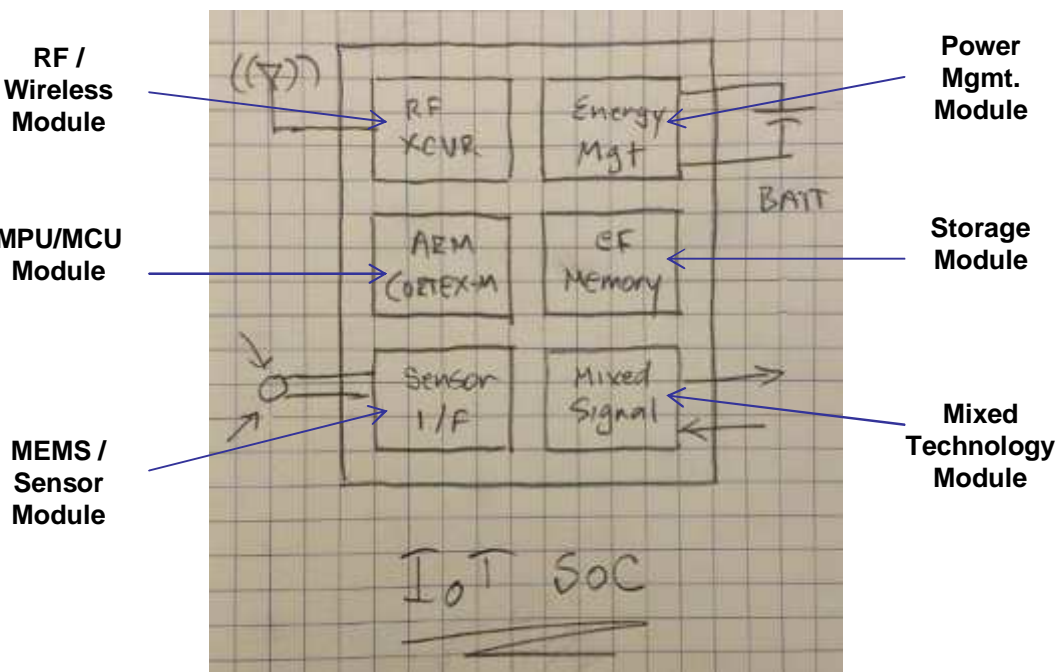 RF /
Wireless
Module
Power
Mgmt.
Module
RF
XCVR
Energy
Mgt
BATT
MPU/MCU
Module
ARM
CORTEX-M
EF
Memory
Storage
Module
Sensor
I/F
Mixed
Signal
MEMS /
Sensor
Module
Mixed
Technology
Module
IoT SoC